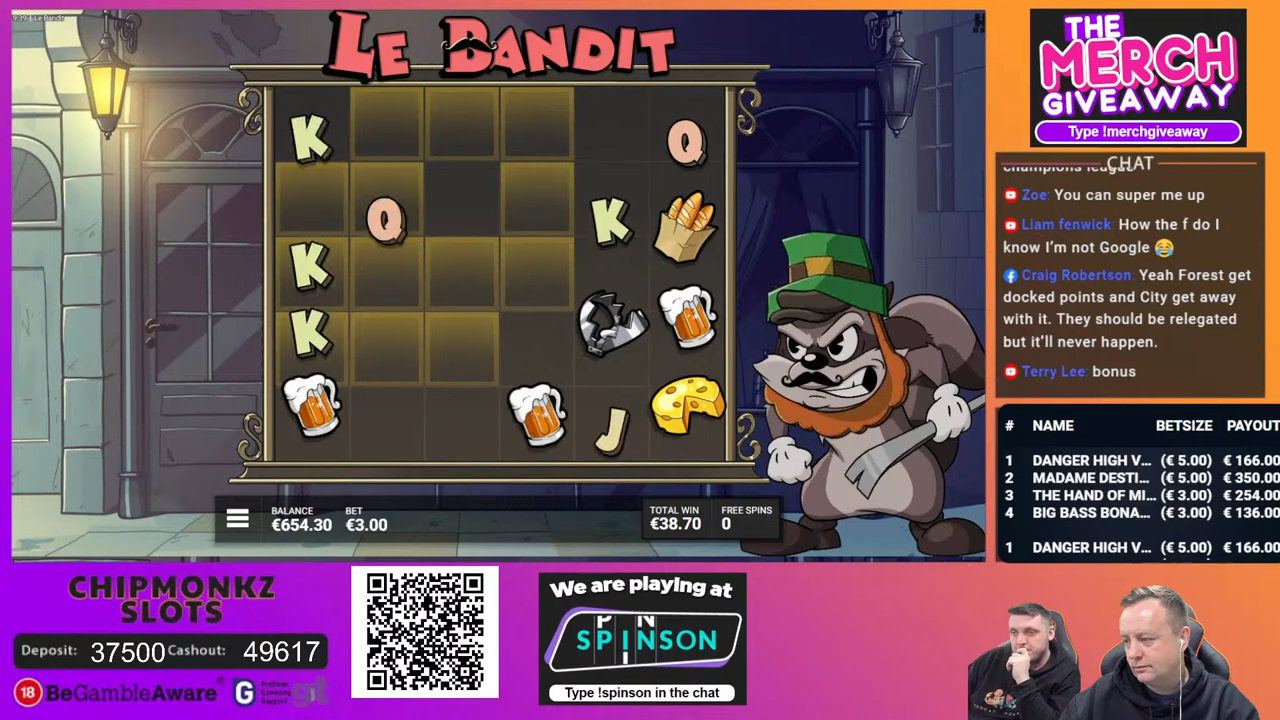 9:39 | Le Bandit
LE BANDIT
K
Q
Q
K
K
K
J
BALANCE
€654.30
BET
€3.00
TOTAL WIN
€38.70
FREE SPINS
0
THE
MERCH
GIVEAWAY
Type !merchgiveaway
CHAT
Zoe: You can super me up
Liam fenwick: How the f do I
know I'm not Google 😂
Craig Robertson: Yeah Forest get
docked points and City get away
with it. They should be relegated
but it'll never happen.
Terry Lee: bonus
# NAME BETSIZE PAYOUT
1 DANGER HIGH V... (€ 5.00) € 166.00
2 MADAME DESTI... (€ 5.00) € 350.00
3 THE HAND OF MI... (€ 3.00) € 254.00
4 BIG BASS BONA... (€ 3.00) € 136.00
1 DANGER HIGH V... (€ 5.00) € 166.00
CHIPMONKZ
SLOTS
Deposit: 37500 Cashout: 49617
18 BeGambleAware
We are playing at
SPINSON
Type !spinson in the chat